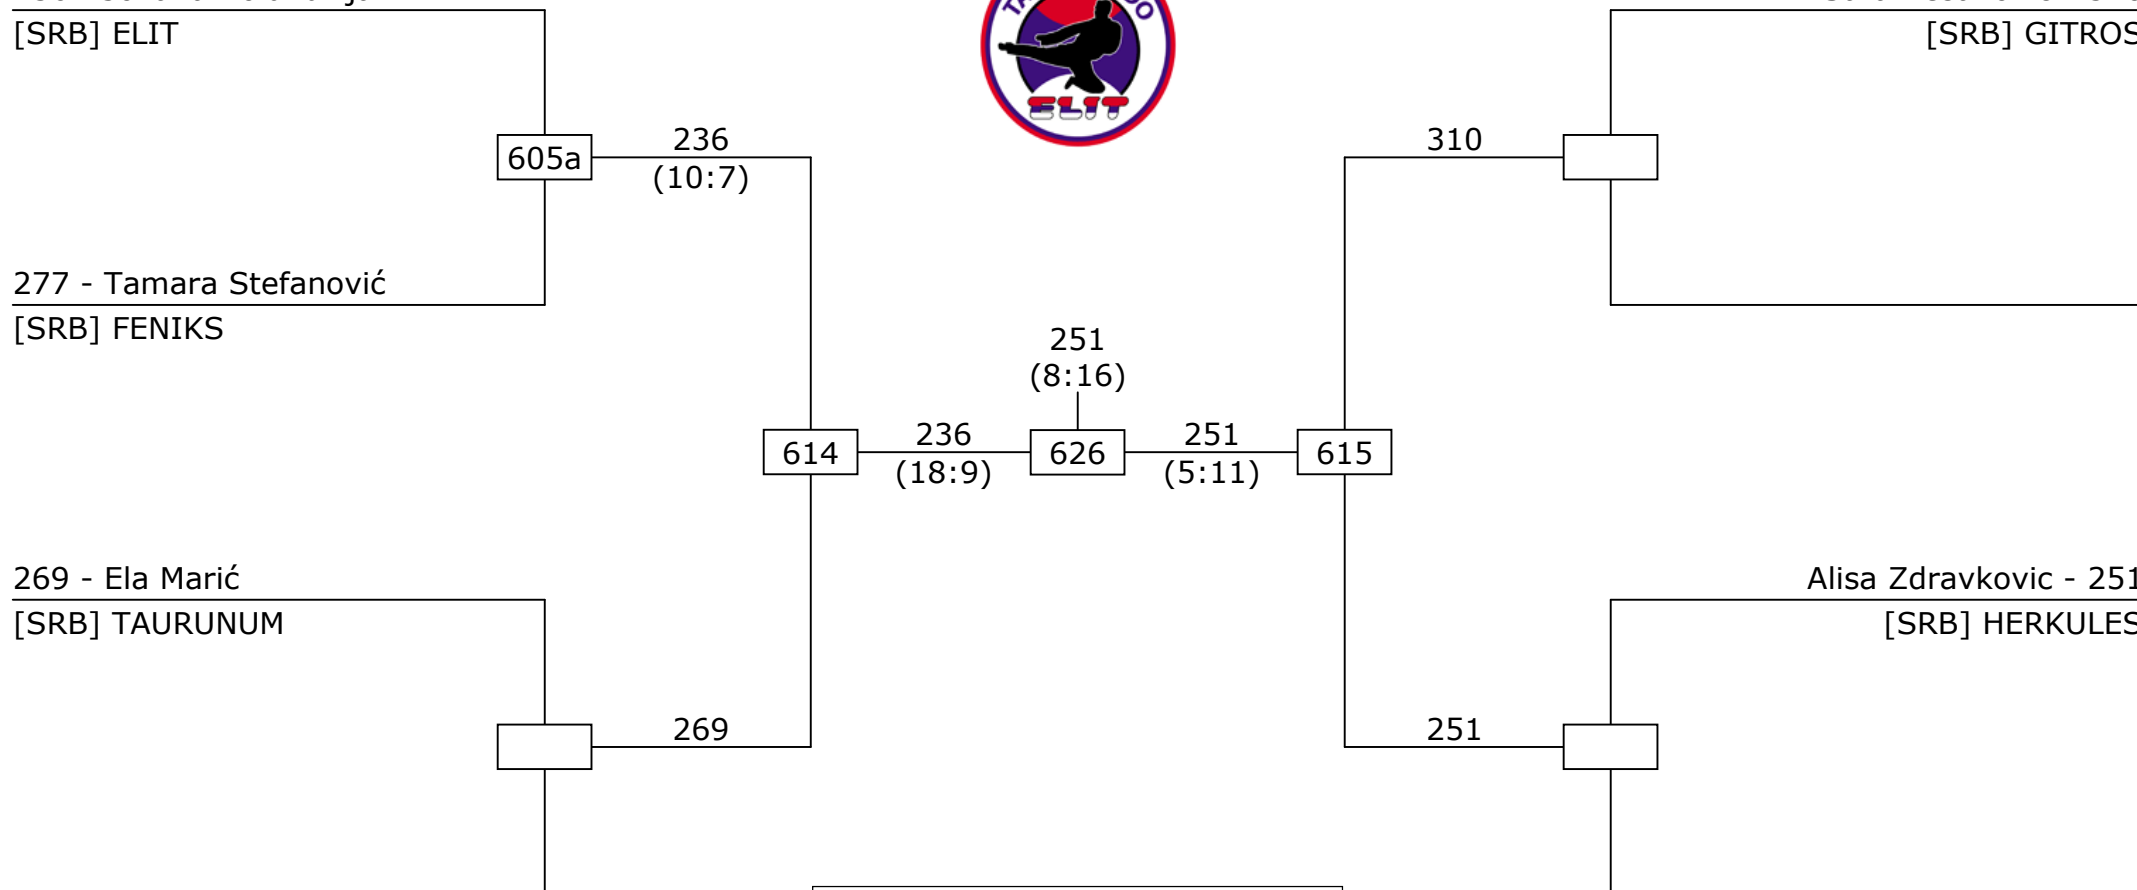 [SRB] ELIT
[SRB] GITROS
ELIT
605a
236
(10:7)
310
277 - Tamara Stefanović
[SRB] FENIKS
251
(8:16)
614
236
(18:9)
626
251
(5:11)
615
269 - Ela Marić
[SRB] TAURUNUM
Alisa Zdravkovic - 251
[SRB] HERKULES
269
251